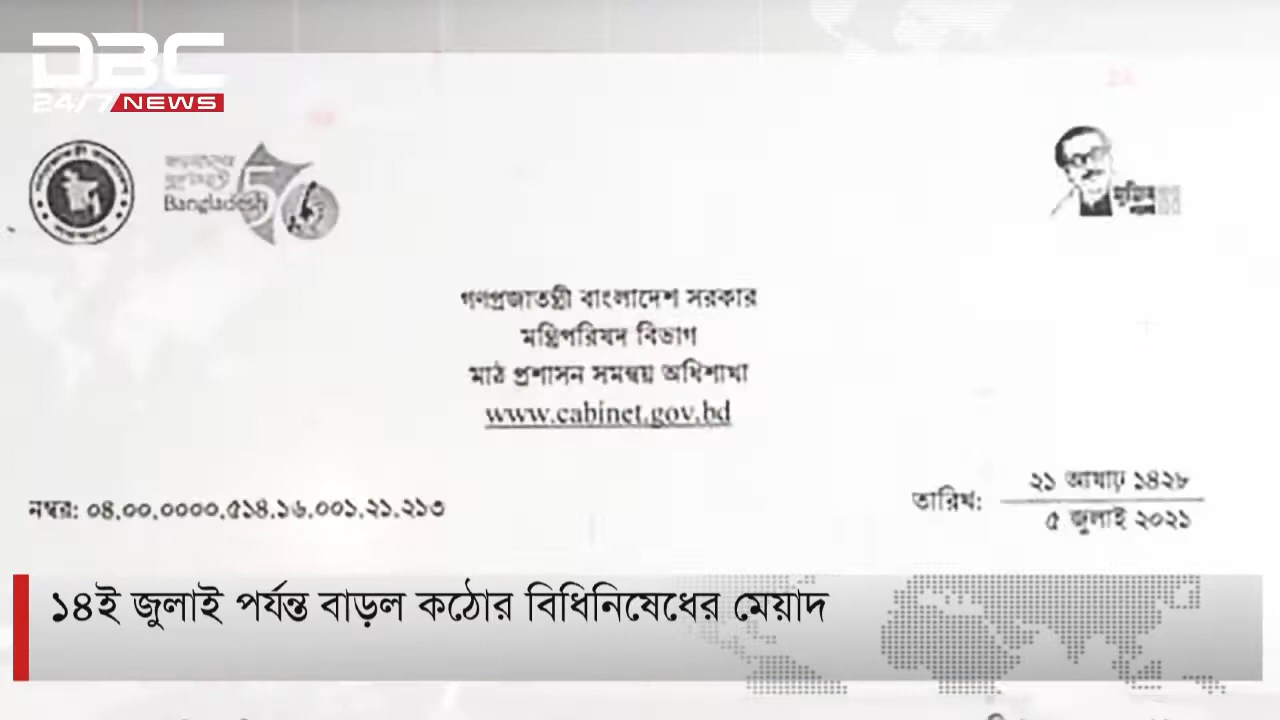 DBC
24/7 NEWS
Bangladesh 50
মুজিব
গণপ্রজাতন্ত্রী বাংলাদেশ সরকার
মন্ত্রিপরিষদ বিভাগ
মাঠ প্রশাসন সমন্বয় অধিশাখা
www.cabinet.gov.bd
নম্বর: ০৪.০০.০০০০.৫১৪.১৬.০০১.২১.২১৩
তারিখ:
২১ আষাঢ় ১৪২৮
৫ জুলাই ২০২১
১৪ই জুলাই পর্যন্ত বাড়ল কঠোর বিধিনিষেধের মেয়াদ